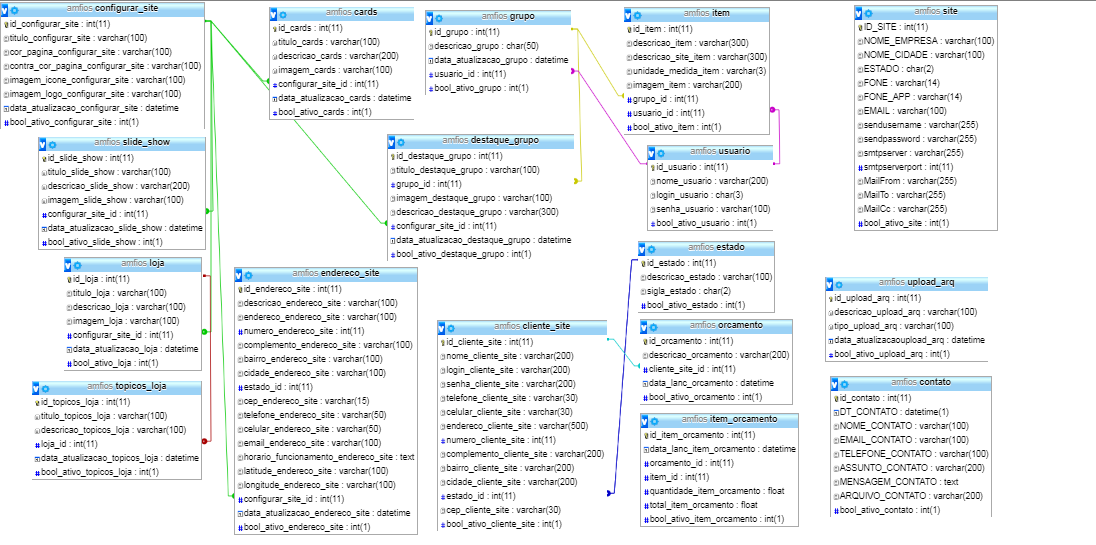 amfios configurar_site
id_configurar_site : int(11)
titulo_configurar_site : varchar(100)
cor_pagina_configurar_site : varchar(100)
contra_cor_pagina_configurar_site : varchar(100)
imagem_icone_configurar_site : varchar(100)
imagem_logo_configurar_site : varchar(100)
data_atualizacao_configurar_site : datetime
bool_ativo_configurar_site : int(1)
amfios cards
id_cards : int(11)
titulo_cards : varchar(100)
descricao_cards : varchar(200)
imagem_cards : varchar(100)
configurar_site_id : int(11)
data_atualizacao_cards : datetime
bool_ativo_cards : int(1)
amfios grupo
id_grupo : int(11)
descricao_grupo : char(50)
data_atualizacao_grupo : datetime
usuario_id : int(11)
bool_ativo_grupo : int(1)
amfios item
id_item : int(11)
descricao_item : varchar(300)
descricao_site_item : varchar(300)
unidade_medida_item : varchar(3)
imagem_item : varchar(200)
grupo_id : int(11)
usuario_id : int(11)
bool_ativo_item : int(1)
amfios site
ID_SITE : int(11)
NOME_EMPRESA : varchar(100)
NOME_CIDADE : varchar(100)
ESTADO : char(2)
FONE : varchar(14)
FONE_APP : varchar(14)
EMAIL : varchar(100)
sendusername : varchar(255)
sendpassword : varchar(255)
smtpserver : varchar(255)
smtpserverport : int(11)
MailFrom : varchar(255)
MailTo : varchar(255)
MailCc : varchar(255)
bool_ativo_site : int(1)
amfios slide_show
id_slide_show : int(11)
titulo_slide_show : varchar(100)
descricao_slide_show : varchar(200)
imagem_slide_show : varchar(100)
configurar_site_id : int(11)
data_atualizacao_slide_show : datetime
bool_ativo_slide_show : int(1)
amfios destaque_grupo
id_destaque_grupo : int(11)
titulo_destaque_grupo : varchar(100)
grupo_id : int(11)
imagem_destaque_grupo : varchar(100)
descricao_destaque_grupo : varchar(300)
configurar_site_id : int(11)
data_atualizacao_destaque_grupo : datetime
bool_ativo_destaque_grupo : int(1)
amfios usuario
id_usuario : int(11)
nome_usuario : varchar(200)
login_usuario : char(3)
senha_usuario : varchar(100)
bool_ativo_usuario : int(1)
amfios loja
id_loja : int(11)
titulo_loja : varchar(100)
descricao_loja : varchar(100)
imagem_loja : varchar(100)
configurar_site_id : int(11)
data_atualizacao_loja : datetime
bool_ativo_loja : int(1)
amfios endereco_site
id_endereco_site : int(11)
descricao_endereco_site : varchar(100)
endereco_endereco_site : varchar(100)
numero_endereco_site : int(11)
complemento_endereco_site : varchar(100)
bairro_endereco_site : varchar(100)
cidade_endereco_site : varchar(100)
estado_id : int(11)
cep_endereco_site : varchar(15)
telefone_endereco_site : varchar(50)
celular_endereco_site : varchar(50)
email_endereco_site : varchar(100)
horario_funcionamento_endereco_site : text
latitude_endereco_site : varchar(100)
longitude_endereco_site : varchar(100)
configurar_site_id : int(11)
data_atualizacao_endereco_site : datetime
bool_ativo_endereco_site : int(1)
amfios estado
id_estado : int(11)
descricao_estado : varchar(100)
sigla_estado : char(2)
bool_ativo_estado : int(1)
amfios upload_arq
id_upload_arq : int(11)
descricao_upload_arq : varchar(100)
tipo_upload_arq : varchar(100)
data_atualizacaoupload_arq : datetime
bool_ativo_upload_arq : int(1)
amfios cliente_site
id_cliente_site : int(11)
nome_cliente_site : varchar(200)
login_cliente_site : varchar(200)
senha_cliente_site : varchar(200)
telefone_cliente_site : varchar(30)
celular_cliente_site : varchar(30)
endereco_cliente_site : varchar(500)
numero_cliente_site : int(11)
complemento_cliente_site : varchar(200)
bairro_cliente_site : varchar(200)
cidade_cliente_site : varchar(200)
estado_id : int(11)
cep_cliente_site : varchar(30)
bool_ativo_cliente_site : int(1)
amfios orcamento
id_orcamento : int(11)
descricao_orcamento : varchar(200)
cliente_site_id : int(11)
data_lanc_orcamento : datetime
bool_ativo_orcamento : int(1)
amfios topicos_loja
id_topicos_loja : int(11)
titulo_topicos_loja : varchar(100)
descricao_topicos_loja : varchar(100)
loja_id : int(11)
data_atualizacao_topicos_loja : datetime
bool_ativo_topicos_loja : int(1)
amfios item_orcamento
id_item_orcamento : int(11)
data_lanc_item_orcamento : datetime
orcamento_id : int(11)
item_id : int(11)
quantidade_item_orcamento : float
total_item_orcamento : float
bool_ativo_item_orcamento : int(1)
amfios contato
id_contato : int(11)
DT_CONTATO : datetime(1)
NOME_CONTATO : varchar(100)
EMAIL_CONTATO : varchar(100)
TELEFONE_CONTATO : varchar(100)
ASSUNTO_CONTATO : varchar(200)
MENSAGEM_CONTATO : text
ARQUIVO_CONTATO : varchar(200)
bool_ativo_contato : int(1)